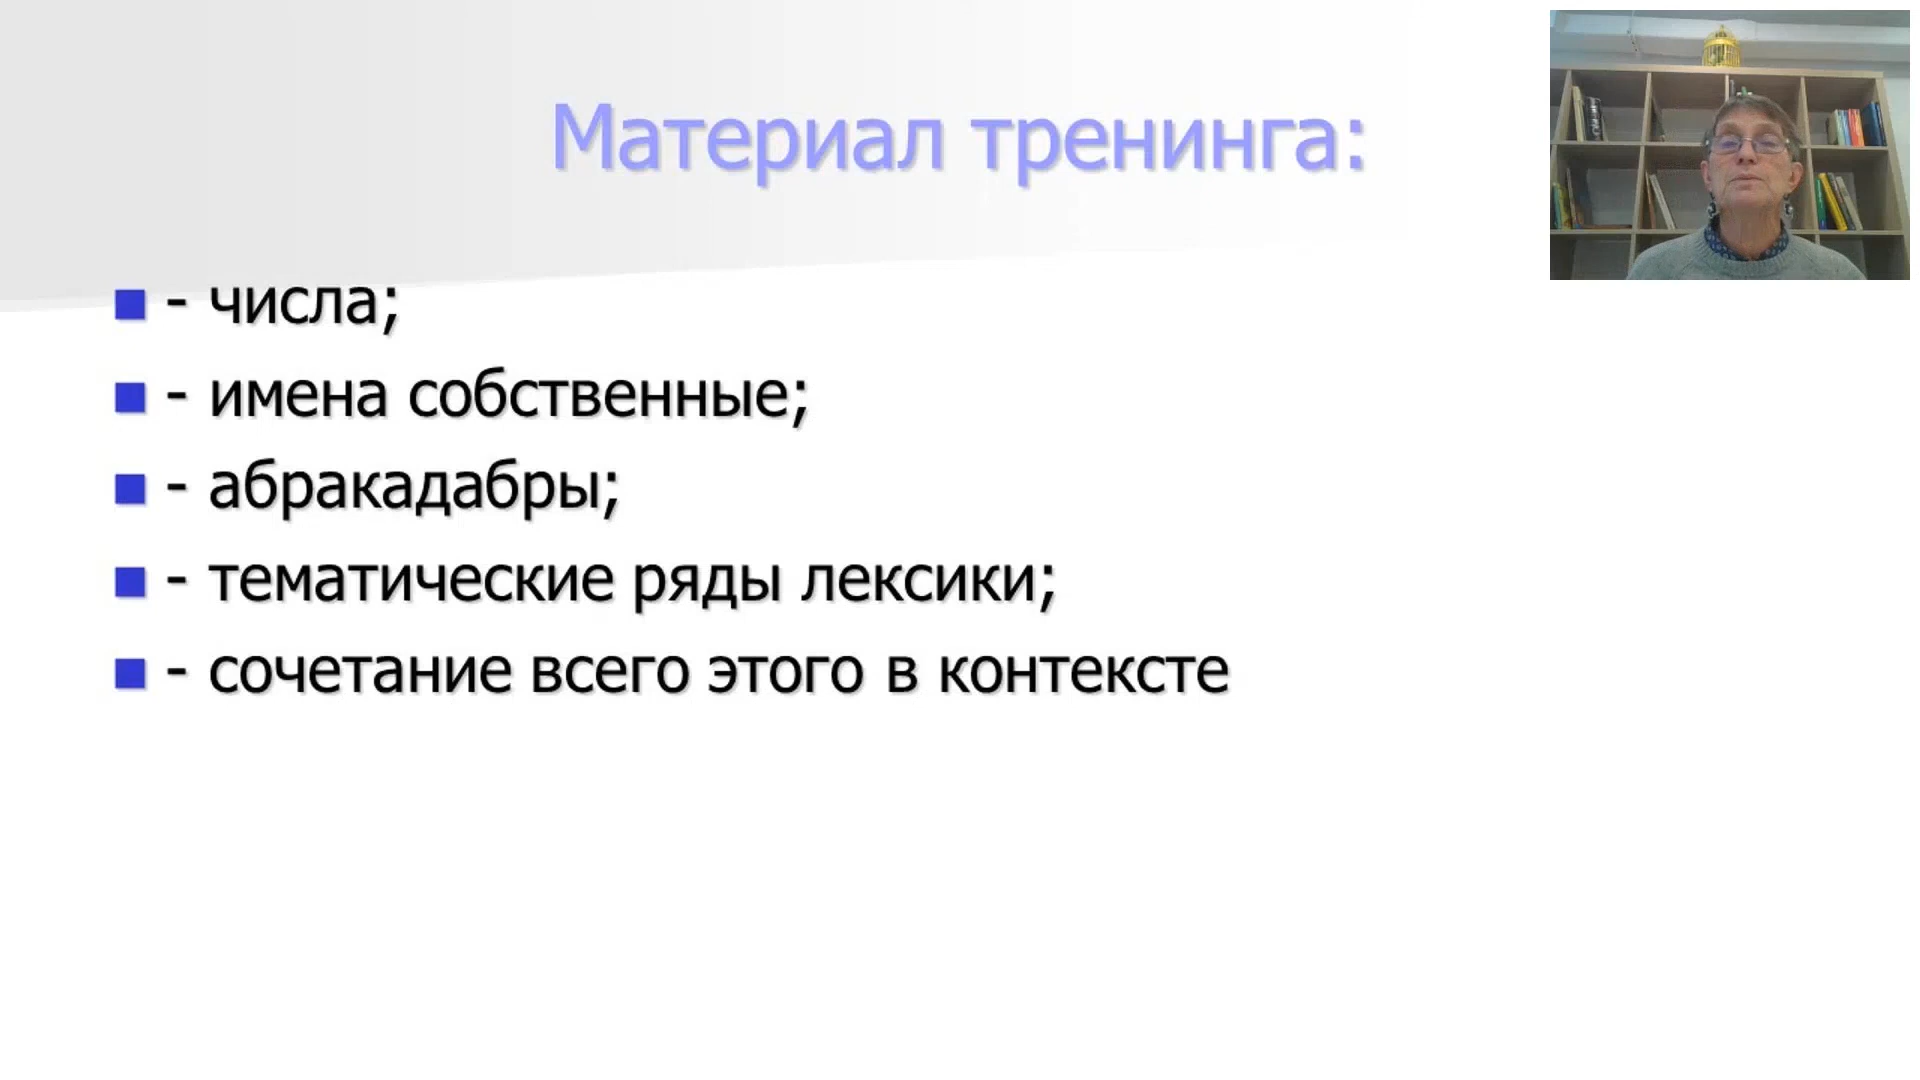 Материал тренинга:
- числа;
- имена собственные;
- абракадабры;
- тематические ряды лексики;
- сочетание всего этого в контексте